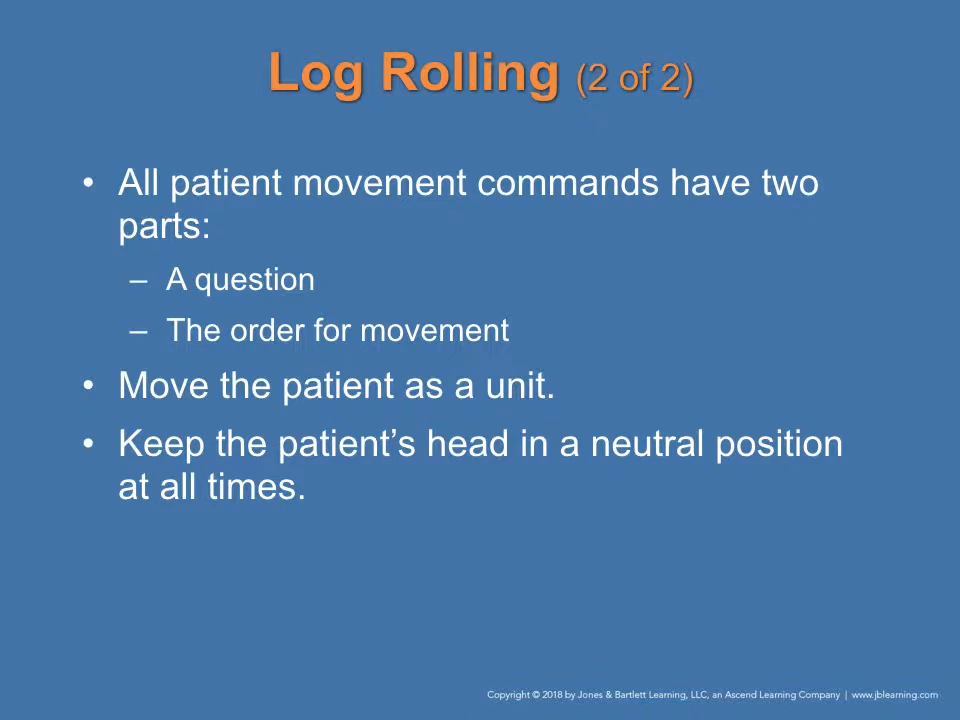 Log Rolling (2 of 2)
• All patient movement commands have two
parts:
– A question
– The order for movement
• Move the patient as a unit.
• Keep the patient’s head in a neutral position
at all times.
Copyright © 2018 by Jones & Bartlett Learning, LLC, an Ascend Learning Company | www.jblearning.com